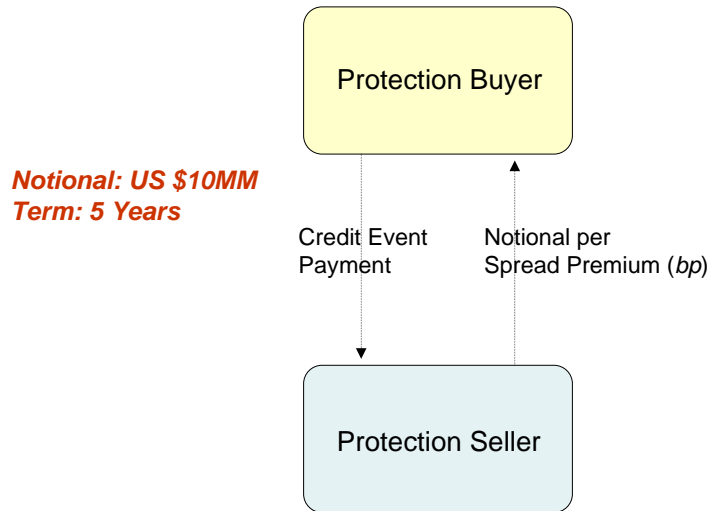 Protection Buyer
Notional: US $10MM
Term: 5 Years
Credit Event
Payment
Notional per
Spread Premium (bp)
Protection Seller